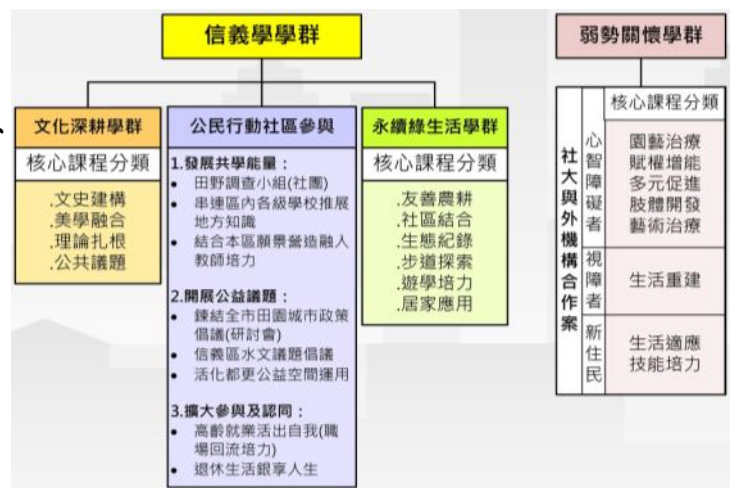 信義學學群
文化深耕學群
核心課程分類
.文史建構
.美學融合
.理論扎根
.公共議題
公民行動社區參與
1.發展共學能量：
• 田野調查小組(社團)
• 串連區內各級學校推展
地方知識
• 結合本區願景營造融入
教師培力
2.開展公益議題：
• 鍊結全市田園城市政策
倡議(研討會)
• 信義區水文議題倡議
• 活化都更公益空間運用
3.擴大參與及認同：
• 高齡就業活出自我(職
場回流培力)
• 退休生活銀享人生
永續綠生活學群
核心課程分類
.友善農耕
.社區結合
.生態紀錄
.步道探索
.遊學培力
.居家應用
弱勢關懷學群
社大與外機構合作案
核心課程分類
心智障礙者
園藝治療
賦權增能
多元促進
肢體開發
藝術治療
視障者
生活重建
新住民
生活適應
技能培力